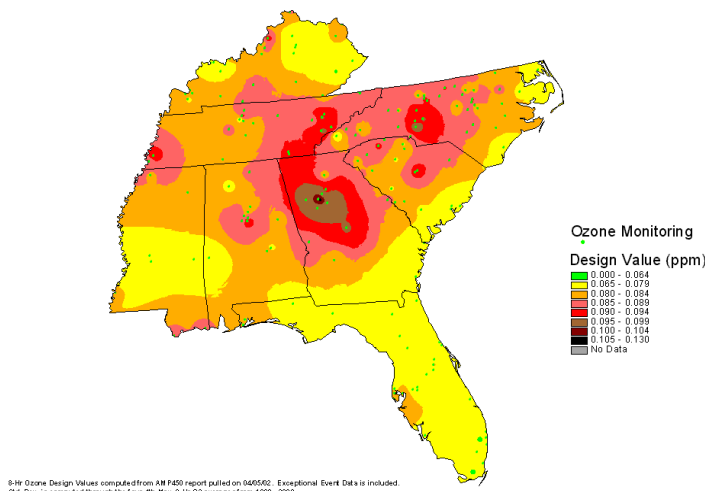 Ozone Monitoring
Design Value (ppm)
0.000 - 0.064
0.065 - 0.079
0.080 - 0.084
0.085 - 0.089
0.090 - 0.094
0.095 - 0.099
0.100 - 0.104
0.105 - 0.130
No Data
8-Hr Ozone Design Values computed from AMP450 report pulled on 04/05/02. Exceptional Event Data is included.